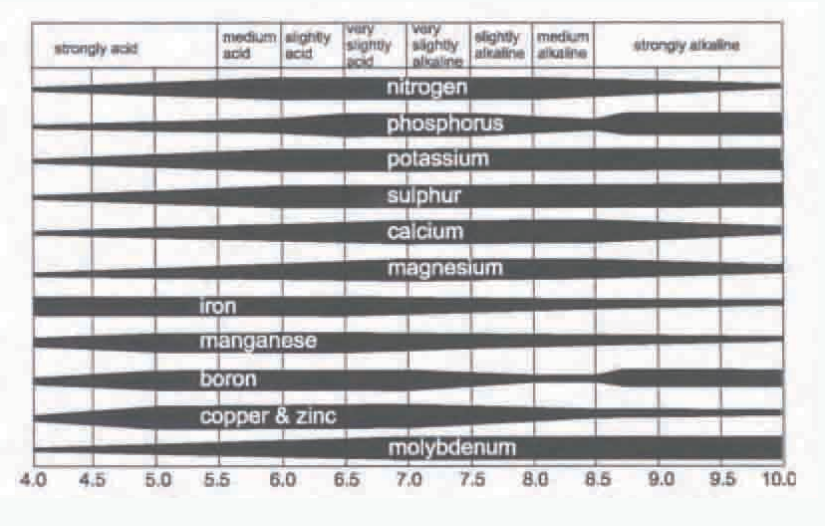 strongly acid
medium
acid
slightly
acid
very
slightly
acid
very
slightly
alkaline
slightly
alkaline
medium
alkaline
strongly alkaline
nitrogen
phosphorus
potassium
sulphur
calcium
magnesium
iron
manganese
boron
copper & zinc
molybdenum
4.0 4.5 5.0 5.5 6.0 6.5 7.0 7.5 8.0 8.5 9.0 9.5 10.0